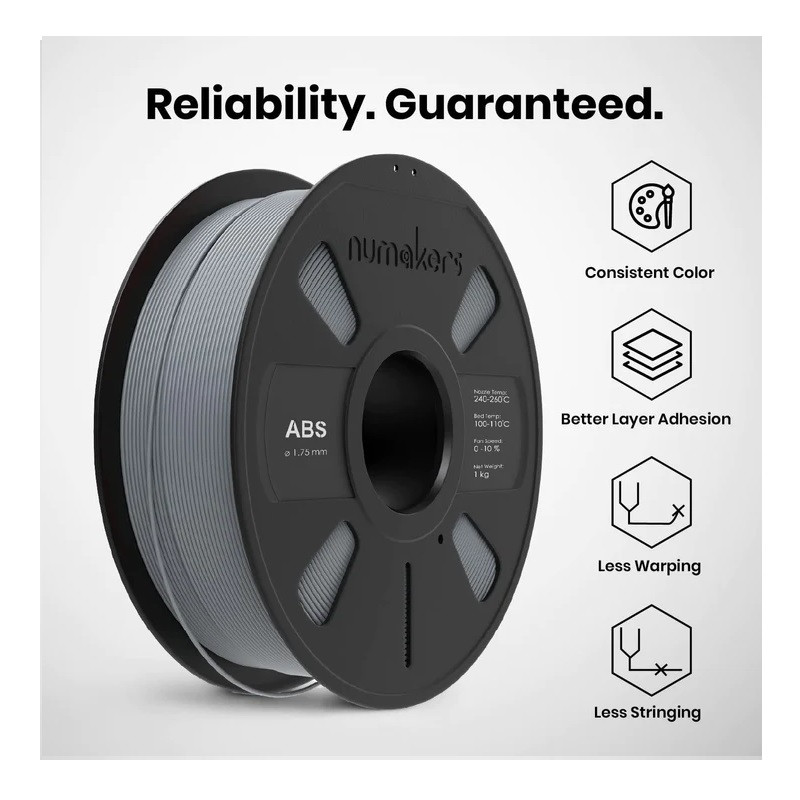 Reliability. Guaranteed.
numakers
ABS
⌀ 1.75 mm
Nozzle Temp:
240-260°C
Bed Temp:
100-110°C
Fan Speed:
0 -10 %
Net Weight:
1 kg
Consistent Color
Better Layer Adhesion
Less Warping
Less Stringing